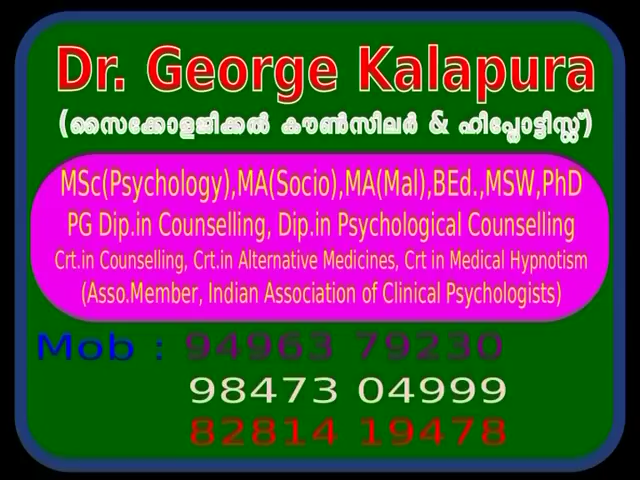 Dr. George Kalapura
(സൈക്കോളജിക്കൽ കൗൺസിലർ & ഹിപ്നോട്ടിസ്റ്റ്)
MSc(Psychology),MA(Socio),MA(Mal),BEd.,MSW,PhD
PG Dip.in Counselling, Dip.in Psychological Counselling
Crt.in Counselling, Crt.in Alternative Medicines, Crt in Medical Hypnotism
(Asso.Member, Indian Association of Clinical Psychologists)
Mob : 94963 79230
98473 04999
82814 19478